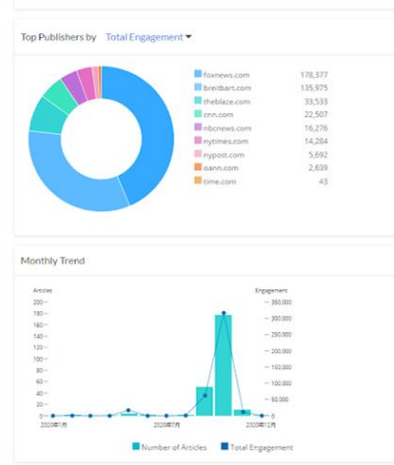 Top Publishers by Total Engagement
foxnews.com 178,377
breitbart.com 135,975
theblaze.com 33,533
cnn.com 22,507
nbcnews.com 16,276
nytimes.com 14,284
nypost.com 5,692
oann.com 2,639
time.com 43
Monthly Trend
Articles Engagement
200 350,000
180
160 300,000
140 250,000
120
100 200,000
80 150,000
60 100,000
40
20 50,000
0 0
2020年1月 2020年7月 2020年12月
Number of Articles Total Engagement